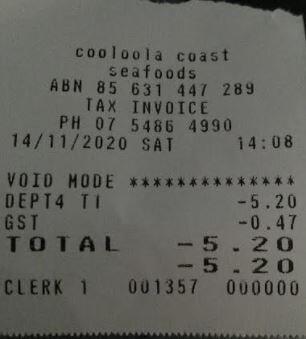 cooloola coast
seafoods
ABN 85 631 447 289
TAX INVOICE
PH 07 5486 4990
14/11/2020 SAT 14:08
VOID MODE **************
DEPT4 T1 -5.20
GST -0.47
TOTAL -5.20
-5.20
CLERK 1 001357 000000